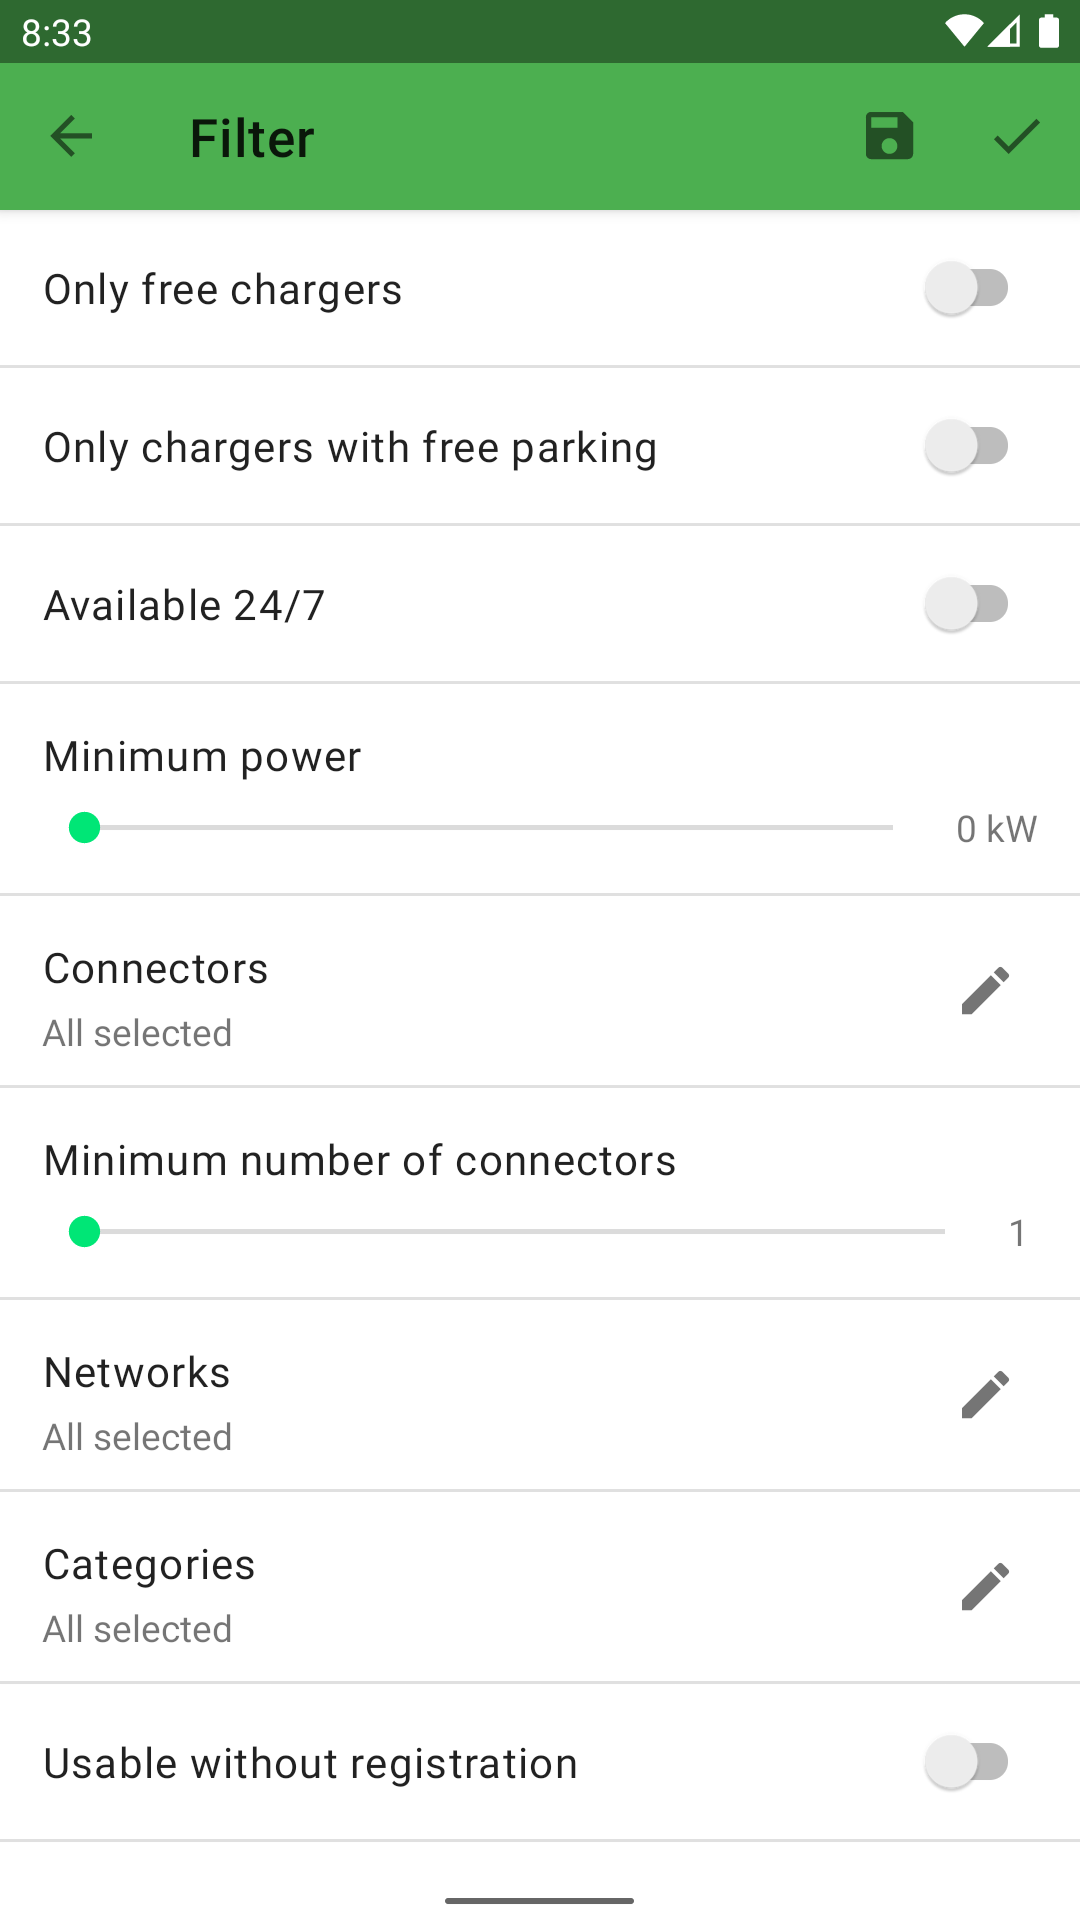 8:33
Filter
Only free chargers
Only chargers with free parking
Available 24/7
Minimum power
0 kW
Connectors
All selected
Minimum number of connectors
1
Networks
All selected
Categories
All selected
Usable without registration